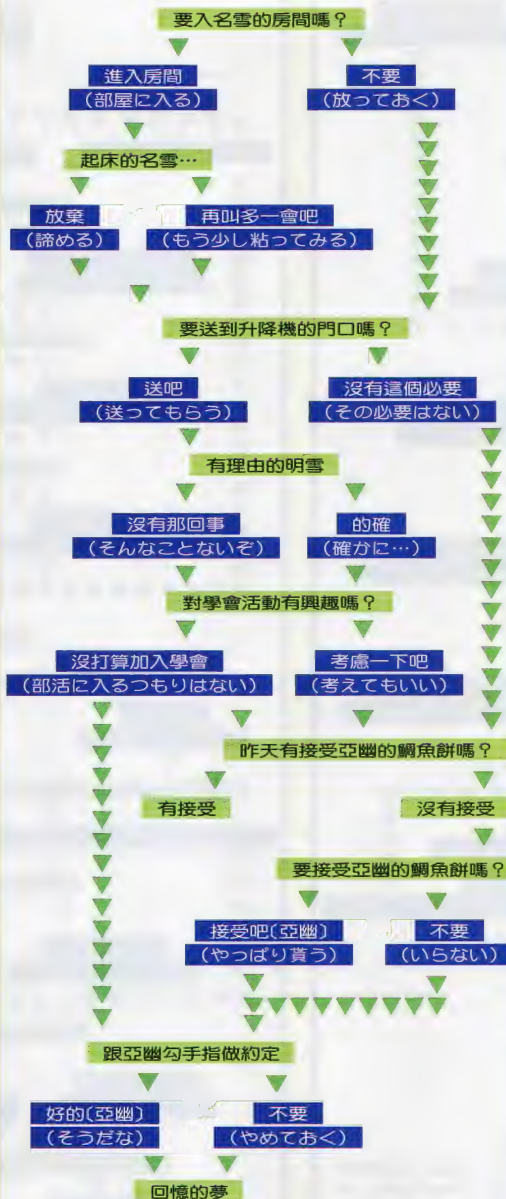 要入名雪的房間嗎？
進入房間
（部屋に入る）
不要
（放っておく）
起床的名雪…
放棄
（諦める）
再叫多一會吧
（もう少し粘ってみる）
要送到升降機的門口嗎？
送吧
（送ってもらう）
沒有這個必要
（その必要はない）
有理由的明雪
沒有那回事
（そんなことないぞ）
的確
（確かに…）
對學會活動有興趣嗎？
沒打算加入學會
（部活に入るつもりはない）
考慮一下吧
（考えてもいい）
昨天有接受亞幽的鯛魚餅嗎？
有接受
沒有接受
要接受亞幽的鯛魚餅嗎？
接受吧〔亞幽〕
（やっぱり貰う）
不要
（いらない）
跟亞幽勾手指做約定
好的〔亞幽〕
（そうだな）
不要
（やめておく）
回憶的夢